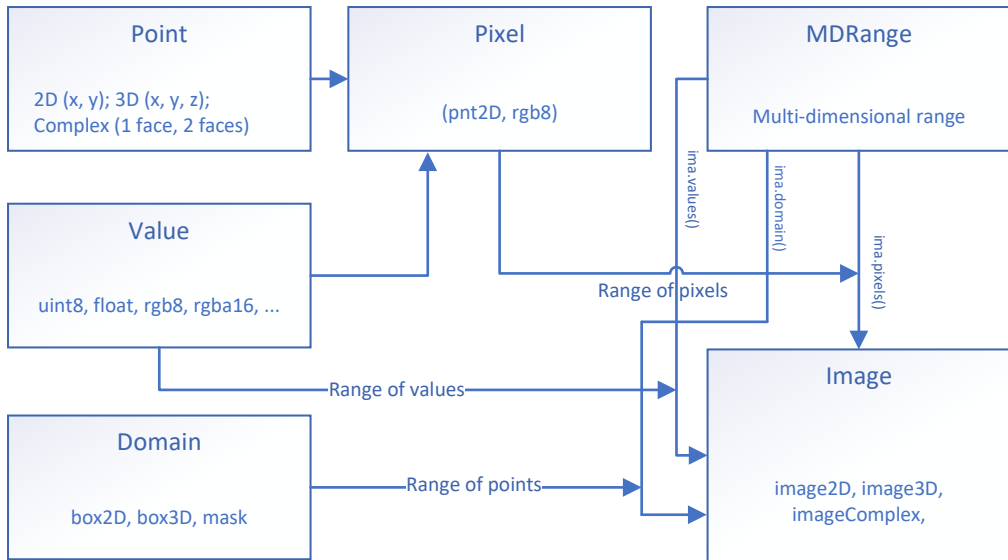 Point
2D (x, y); 3D (x, y, z);
Complex (1 face, 2 faces)
Pixel
(pnt2D, rgb8)
MDRange
Multi-dimensional range
ima.values()
ima.domain()
ima.pixels()
Value
uint8, float, rgb8, rgba16, ...
Range of pixels
Range of values
Domain
box2D, box3D, mask
Range of points
Image
image2D, image3D,
imageComplex,